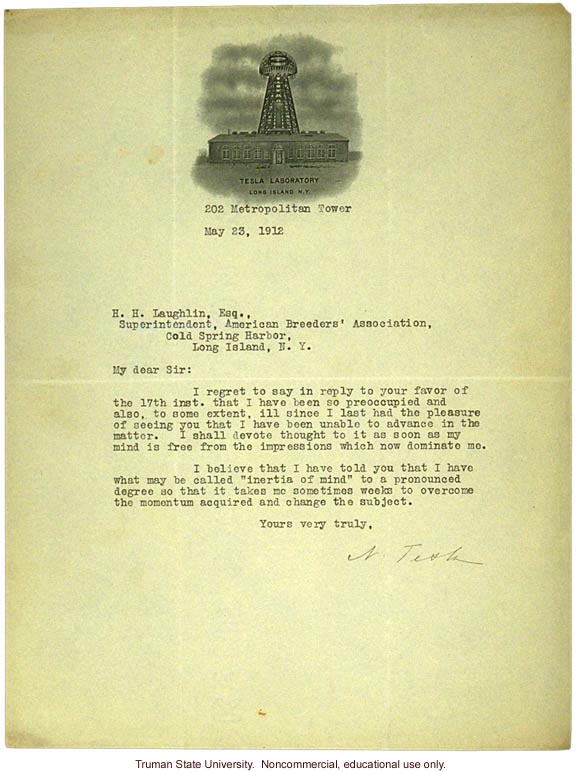 TESLA LABORATORY
LONG ISLAND N.Y.
202 Metropolitan Tower
May 23, 1912
H. H. Laughlin, Esq.,
Superintendent, American Breeders' Association,
Cold Spring Harbor,
Long Island, N. Y.
My dear Sir:
I regret to say in reply to your favor of
the 17th inst. that I have been so preoccupied and
also, to some extent, ill since I last had the pleasure
of seeing you that I have been unable to advance in the
matter. I shall devote thought to it as soon as my
mind is free from the impressions which now dominate me.
I believe that I have told you that I have
what may be called "inertia of mind" to a pronounced
degree so that it takes me sometimes weeks to overcome
the momentum acquired and change the subject.
Yours very truly,
N. Tesla
Truman State University. Noncommercial, educational use only.